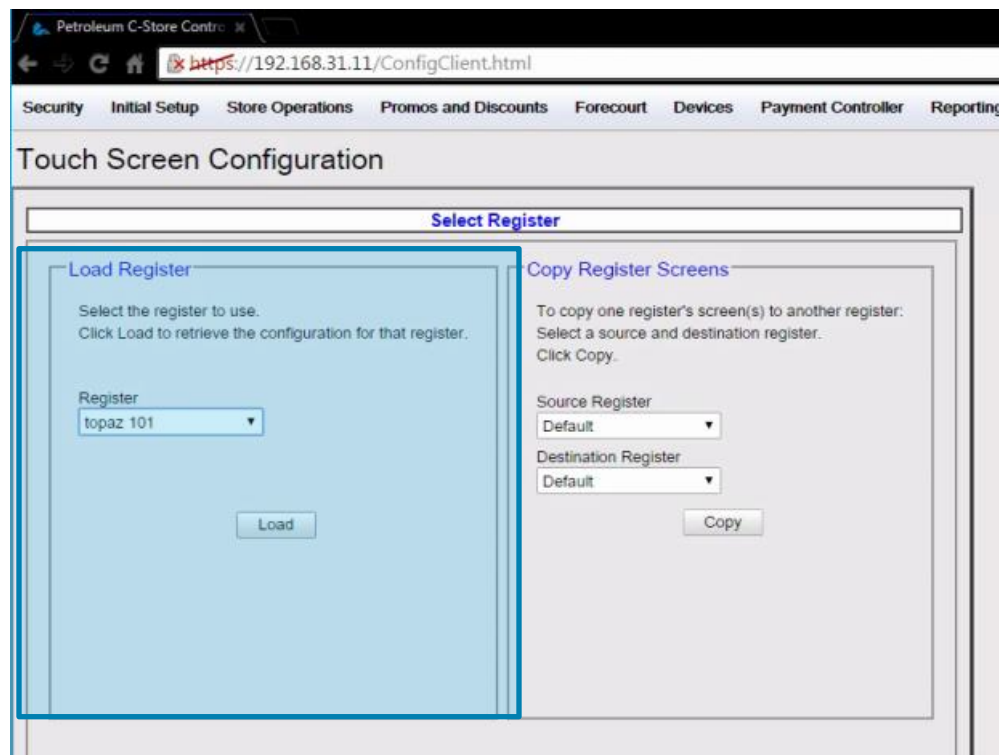 Petroleum C-Store Contro
https://192.168.31.11/ConfigClient.html
Security Initial Setup Store Operations Promos and Discounts Forecourt Devices Payment Controller Reporting
Touch Screen Configuration
Select Register
Load Register
Select the register to use.
Click Load to retrieve the configuration for that register.
Register
topaz 101
Load
Copy Register Screens
To copy one register's screen(s) to another register:
Select a source and destination register.
Click Copy.
Source Register
Default
Destination Register
Default
Copy